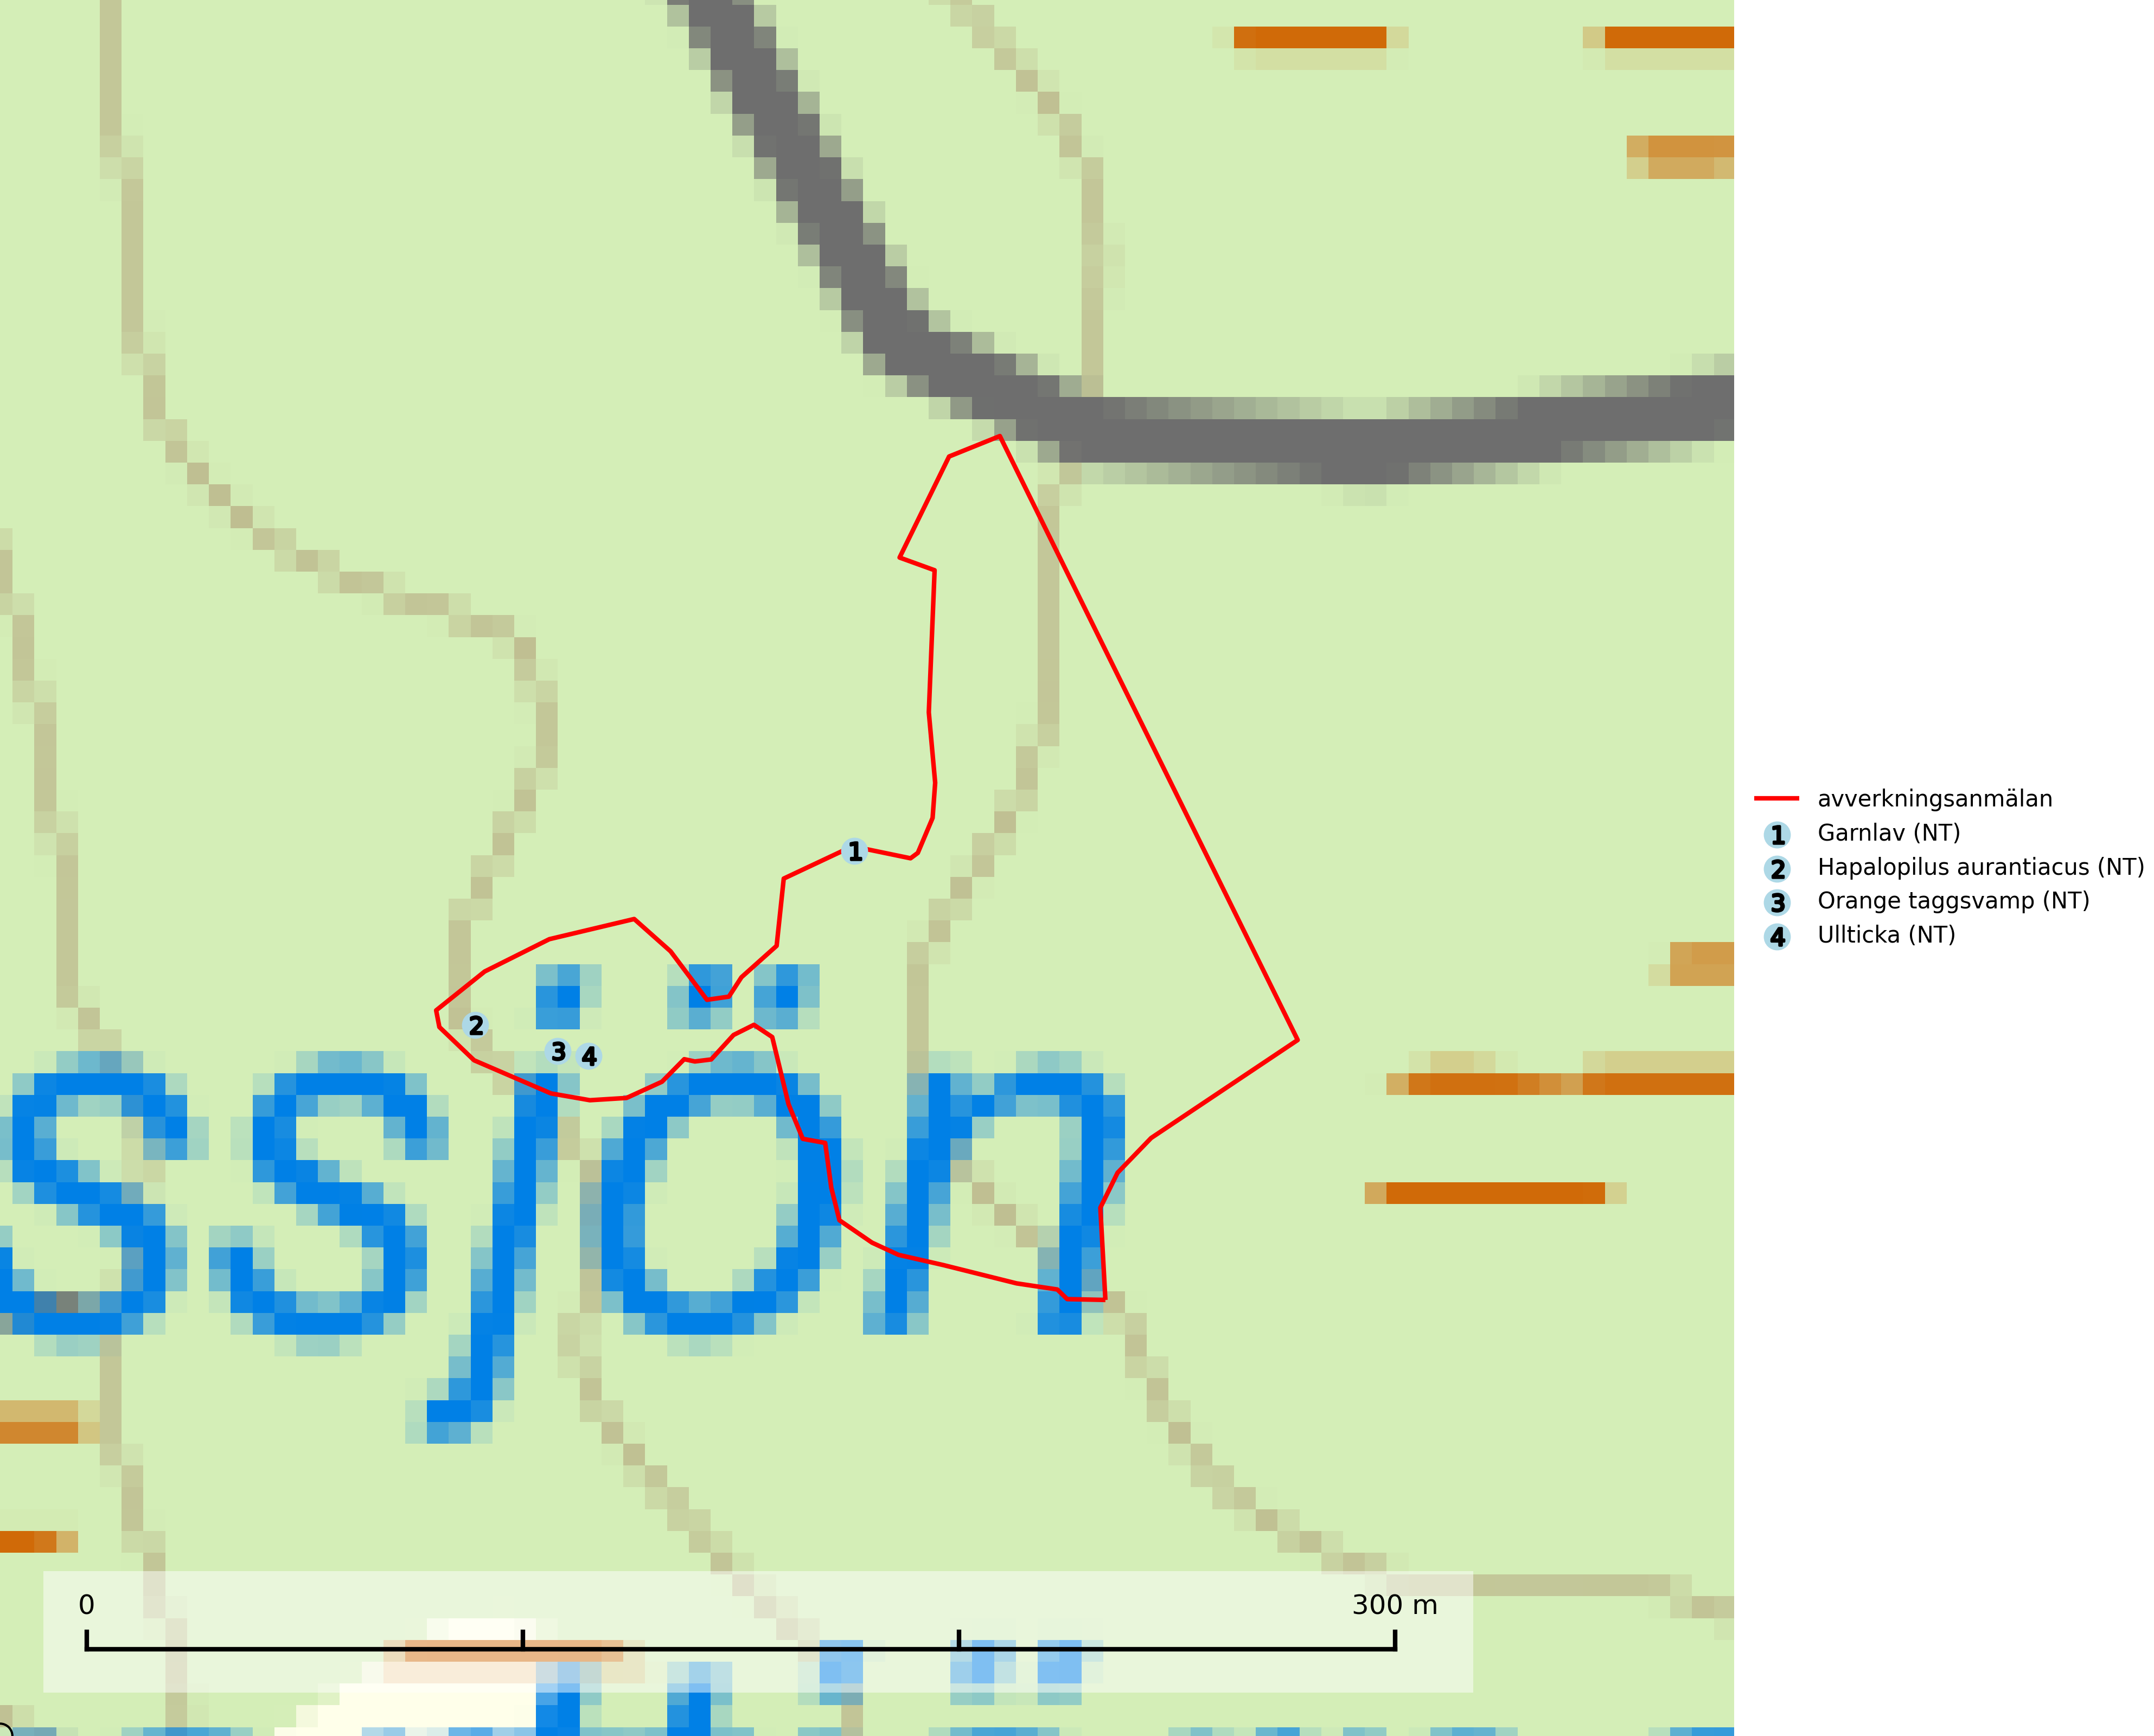 1
2
3
4
ssjön
0
300 m
avverkningsanmälan
1 Garnlav (NT)
2 Hapalopilus aurantiacus (NT)
3 Orange taggsvamp (NT)
4 Ullticka (NT)